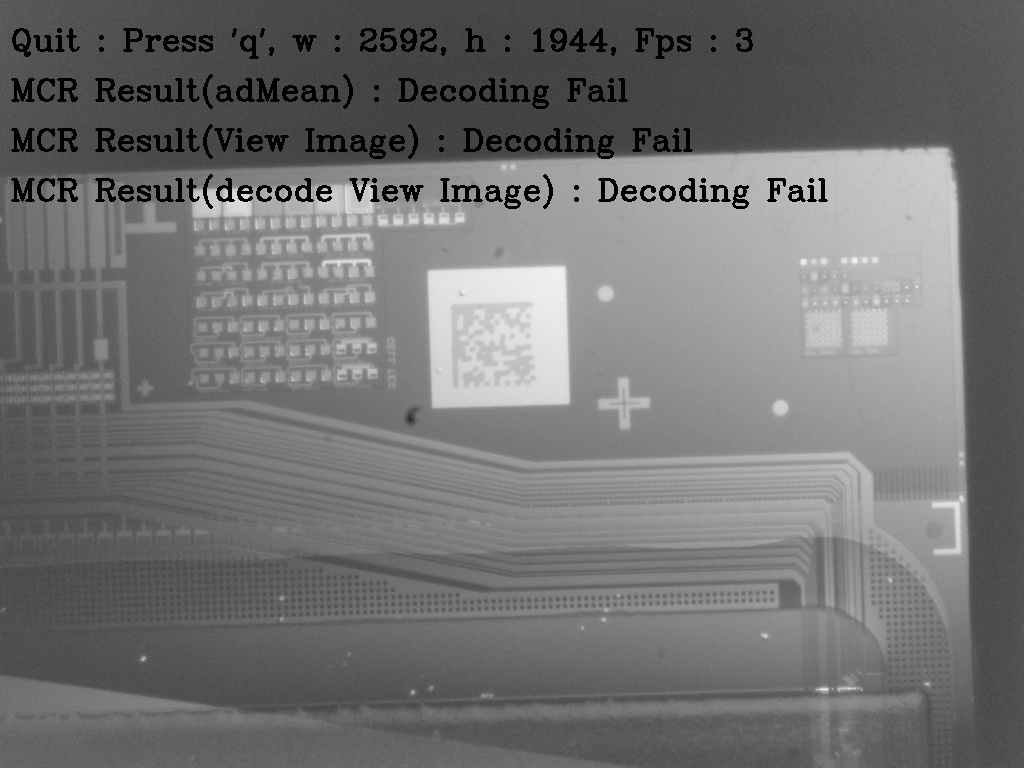 Quit : Press 'q', w : 2592, h : 1944, Fps : 3
MCR Result(adMean) : Decoding Fail
MCR Result(View Image) : Decoding Fail
MCR Result(decode View Image) : Decoding Fail